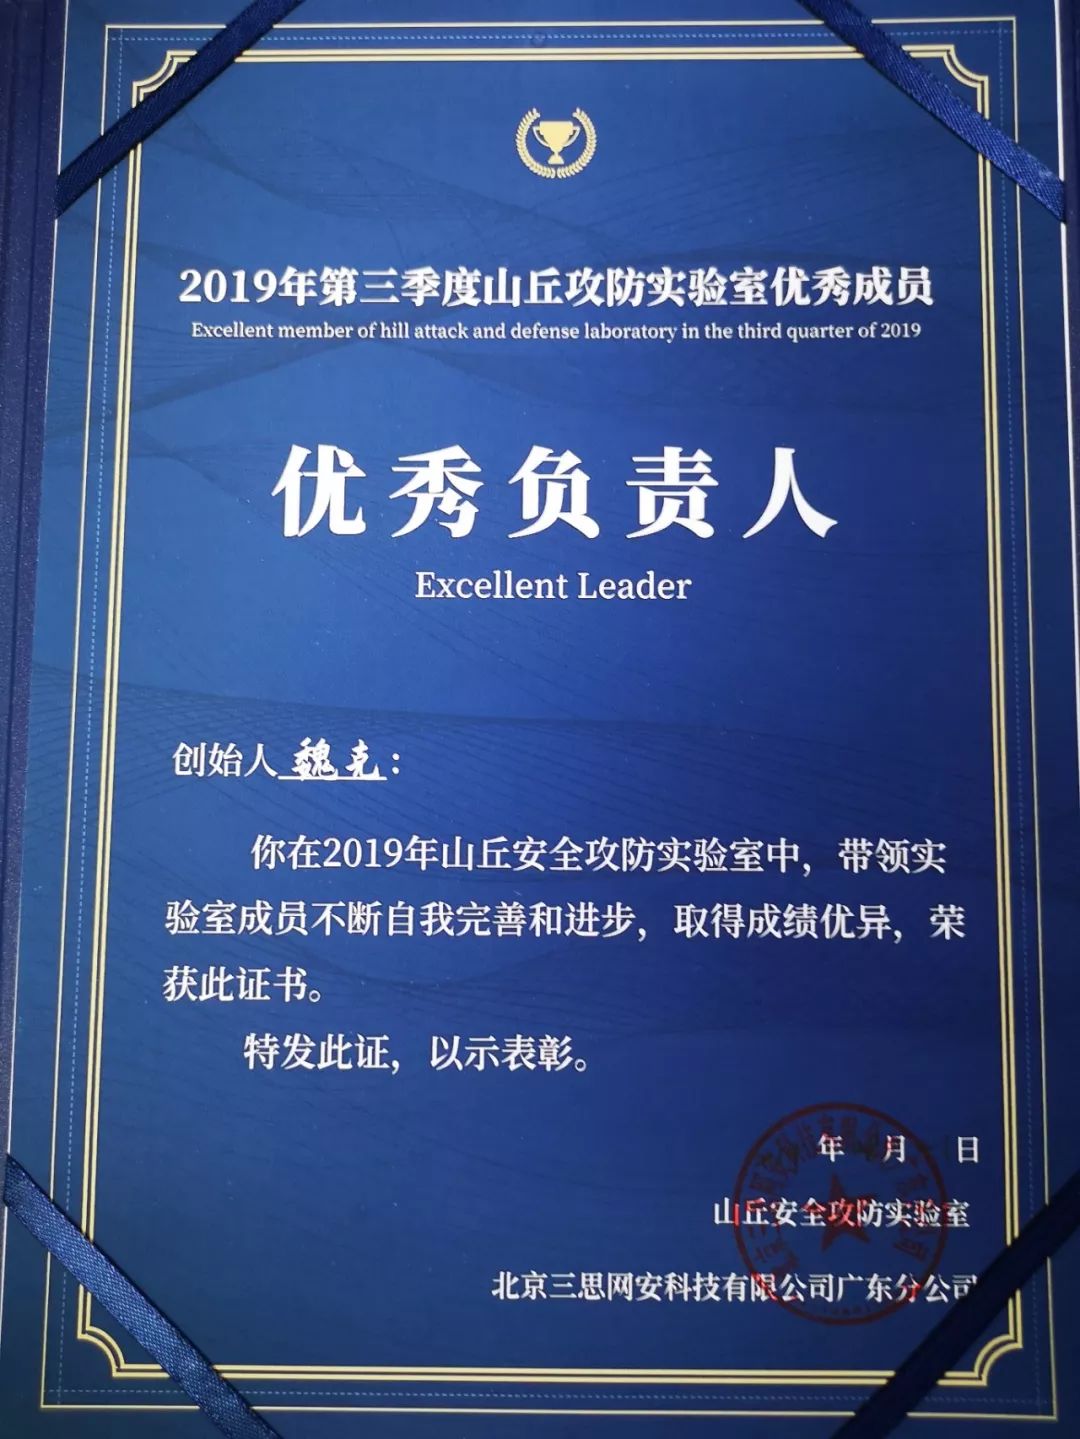 2019年第三季度山丘攻防实验室优秀成员
Excellent member of hill attack and defense laboratory in the third quarter of 2019
优秀负责人
Excellent Leader
创始人 魏克：
你在2019年山丘安全攻防实验室中，带领实
验室成员不断自我完善和进步，取得成绩优异，荣
获此证书。
特发此证，以示表彰。
年 月 日
山丘安全攻防实验室
北京三思网安科技有限公司广东分公司